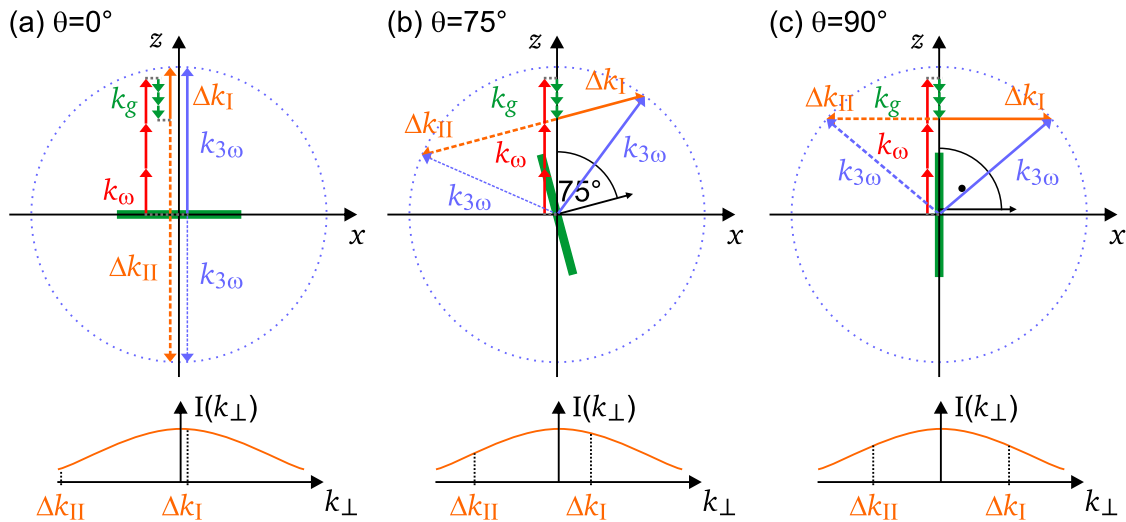 (a) θ=0°
z
k_g
Δk_I
k_3ω
k_ω
x
Δk_II
k_3ω
I(k_⊥)
Δk_II
Δk_I
k_⊥
(b) θ=75°
z
k_g
Δk_I
Δk_II
k_ω
k_3ω
75°
k_3ω
x
I(k_⊥)
Δk_II
Δk_I
k_⊥
(c) θ=90°
z
Δk_II
k_g
Δk_I
k_ω
k_3ω
k_3ω
x
I(k_⊥)
Δk_II
Δk_I
k_⊥